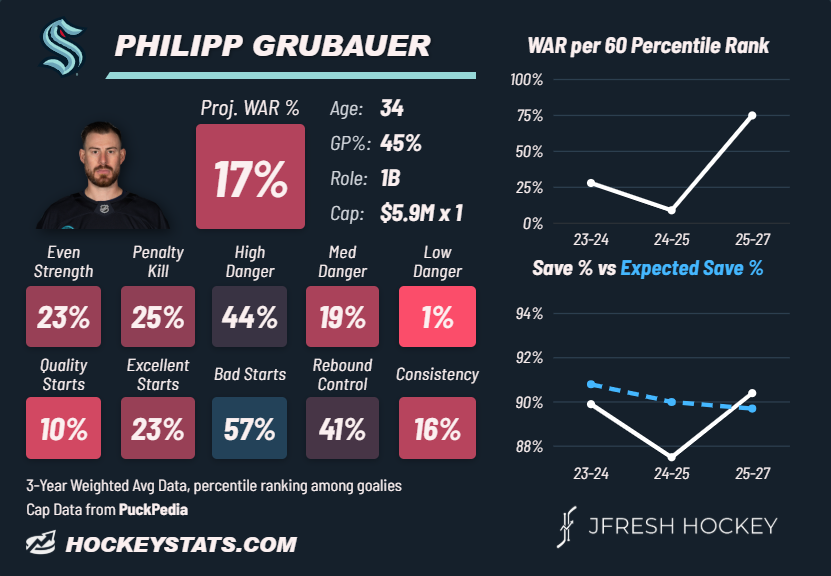 PHILIPP GRUBAUER
Proj. WAR %
17%
Age: 34
GP%: 45%
Role: 1B
Cap: $5.9M x 1
Even Strength
23%
Penalty Kill
25%
High Danger
44%
Med Danger
19%
Low Danger
1%
Quality Starts
10%
Excellent Starts
23%
Bad Starts
57%
Rebound Control
41%
Consistency
16%
3-Year Weighted Avg Data, percentile ranking among goalies
Cap Data from PuckPedia
HOCKEYSTATS.COM
WAR per 60 Percentile Rank
100%
75%
50%
25%
0%
23-24 24-25 25-27
Save % vs Expected Save %
94%
92%
90%
88%
23-24 24-25 25-27
JFRESH HOCKEY